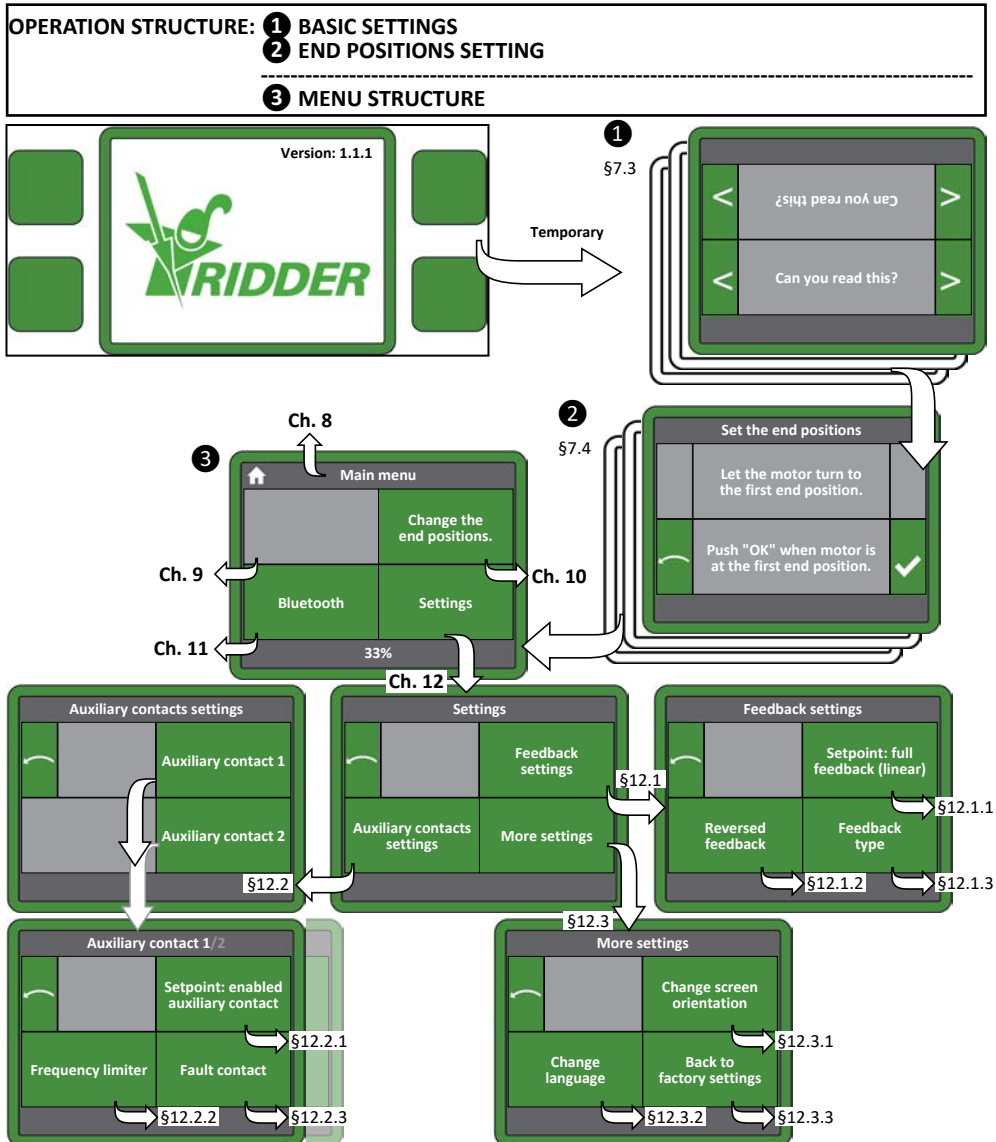 OPERATION STRUCTURE: ❶ BASIC SETTINGS
❷ END POSITIONS SETTING
❸ MENU STRUCTURE
Version: 1.1.1
RIDDER
Temporary
❶
§7.3
Can you read this?
< >
Can you read this?
< >
❷
§7.4
Set the end positions
Let the motor turn to
the first end position.
Push "OK" when motor is
at the first end position.
❸
Ch. 8
Main menu
Change the
end positions.
Ch. 9
Ch. 10
Bluetooth
Settings
Ch. 11
33%
Ch. 12
Auxiliary contacts settings
Auxiliary contact 1
Auxiliary contact 2
§12.2
Settings
Feedback
settings
§12.1
Auxiliary contacts
settings
More settings
§12.3
Feedback settings
Setpoint: full
feedback (linear)
§12.1.1
Reversed
feedback
Feedback
type
§12.1.2
§12.1.3
Auxiliary contact 1/2
Setpoint: enabled
auxiliary contact
§12.2.1
Frequency limiter
Fault contact
§12.2.2
§12.2.3
More settings
Change screen
orientation
§12.3.1
Change
language
Back to
factory settings
§12.3.2
§12.3.3